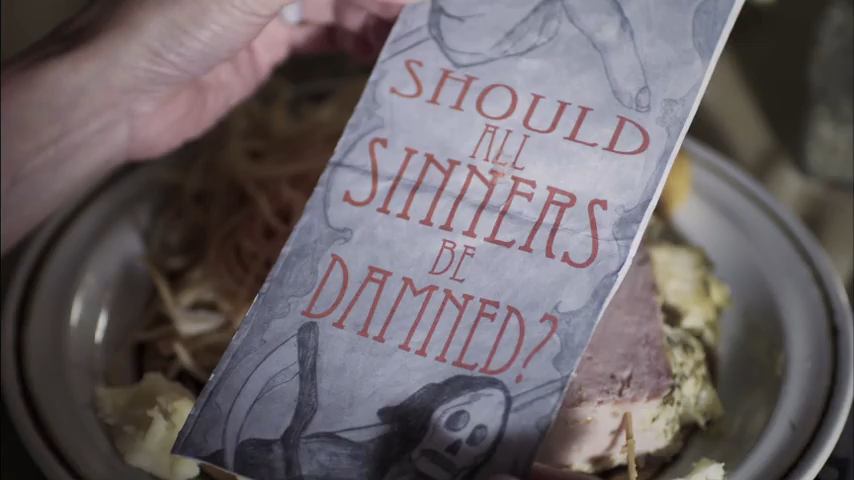 SHOULD
ALL
SINNERS
BE
DAMNED?